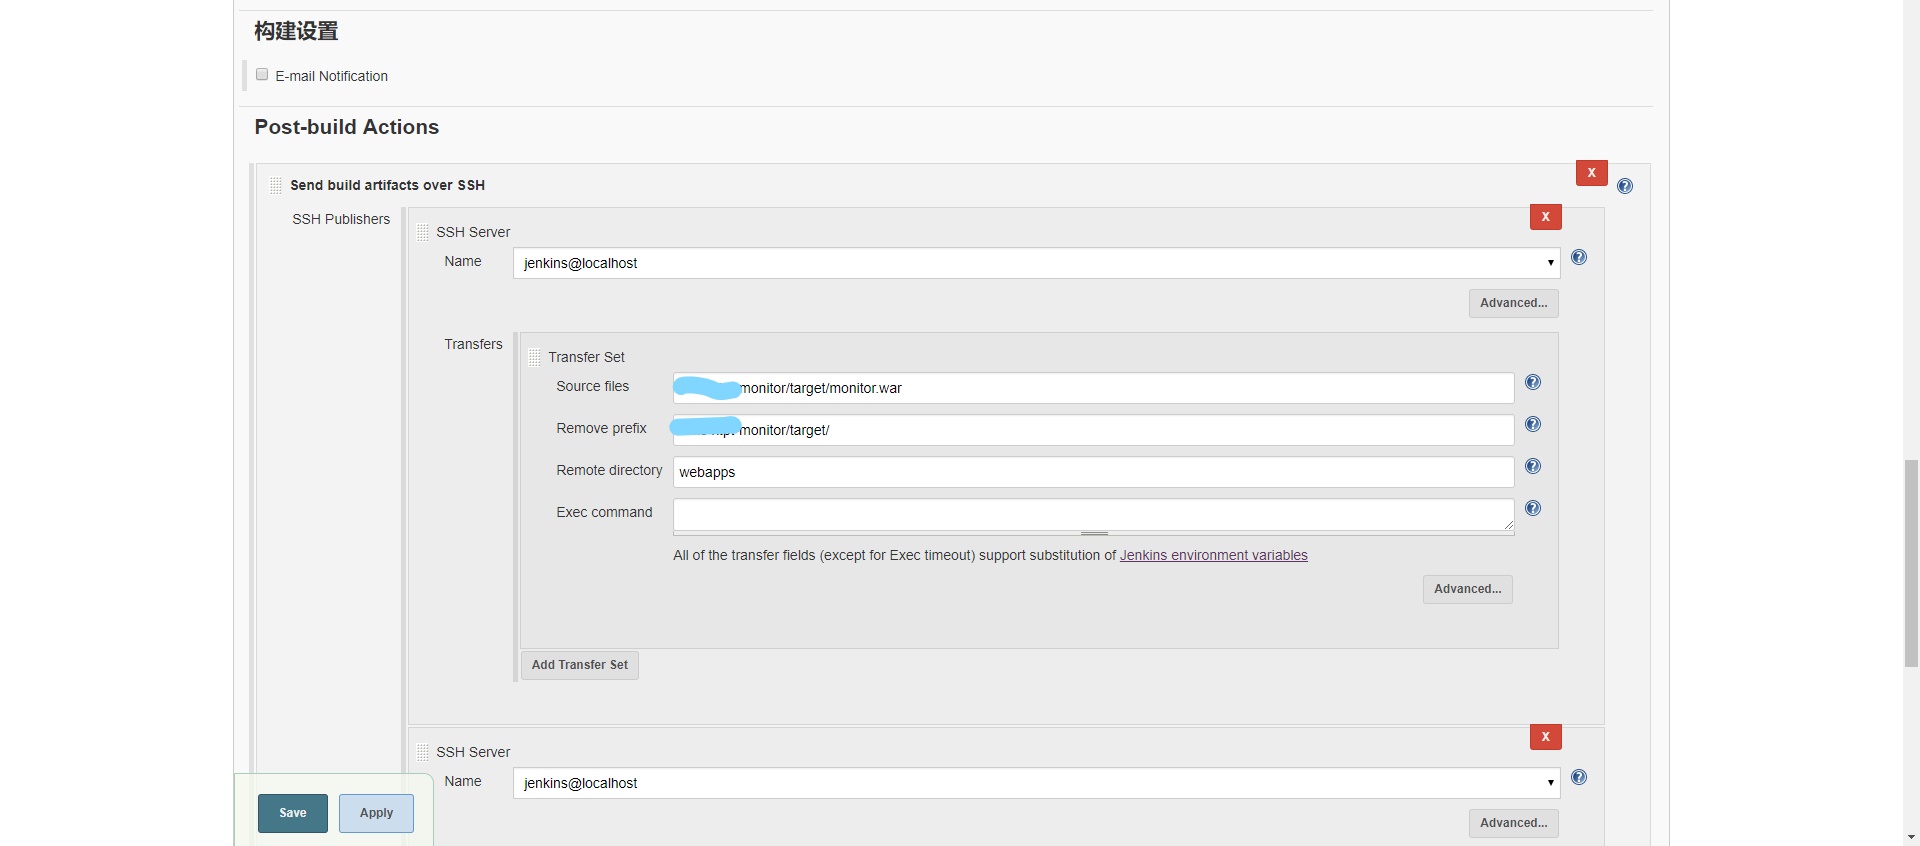 构建设置
E-mail Notification
Post-build Actions
X
Send build artifacts over SSH
SSH Publishers
X
SSH Server
Name
jenkins@localhost
Advanced...
Transfers
Transfer Set
Source files
monitor/target/monitor.war
Remove prefix
monitor/target/
Remote directory
webapps
Exec command
All of the transfer fields (except for Exec timeout) support substitution of Jenkins environment variables
Advanced...
Add Transfer Set
X
SSH Server
Name
jenkins@localhost
Save
Apply
Advanced...